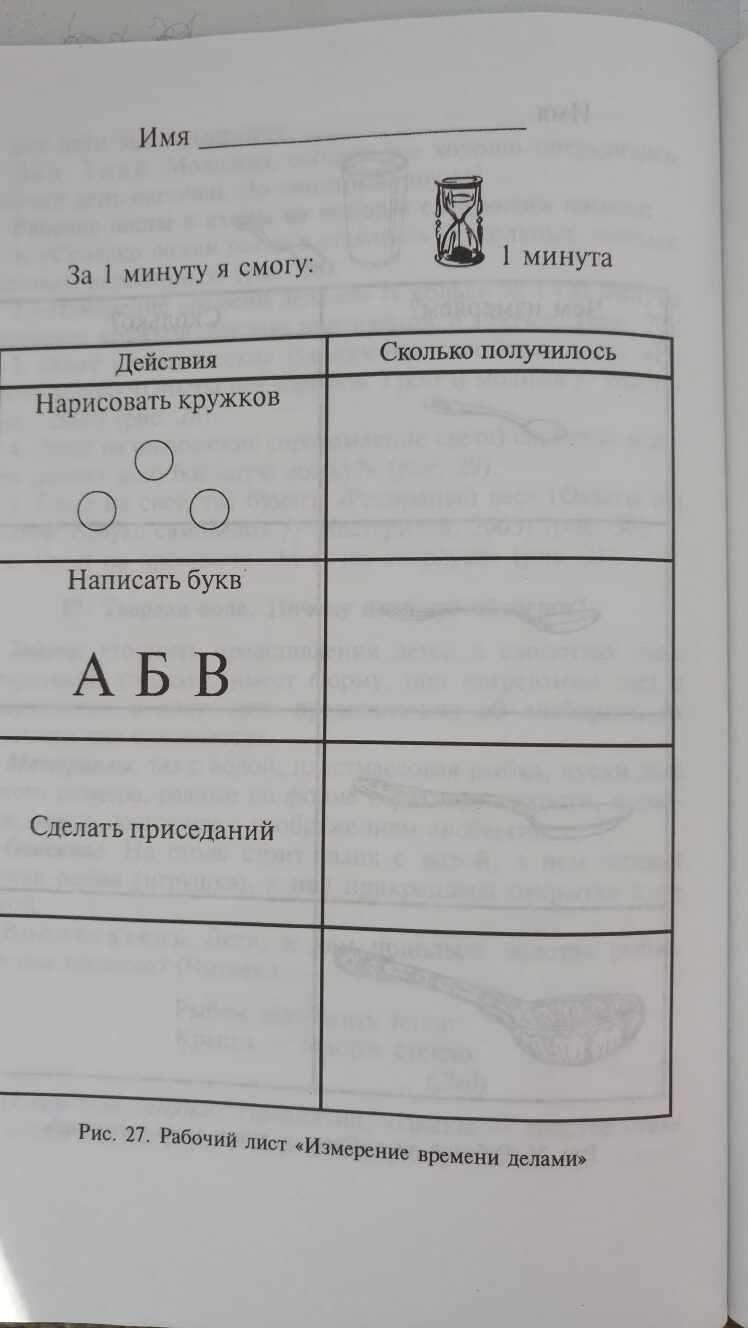 Имя
За 1 минуту я смогу:
1 минута
Действия
Сколько получилось
Нарисовать кружков
Написать букв
А Б В
Сделать приседаний
Рис. 27. Рабочий лист «Измерение времени делами»